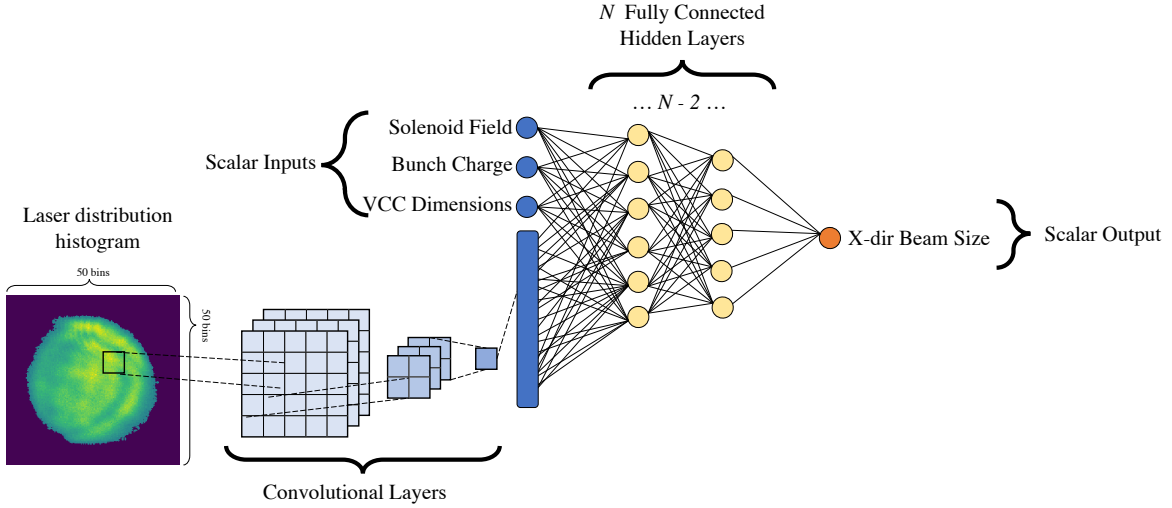 N Fully Connected
Hidden Layers
... N - 2 ...
Scalar Inputs
Solenoid Field
Bunch Charge
VCC Dimensions
Laser distribution
histogram
50 bins
50 bins
Convolutional Layers
X-dir Beam Size
Scalar Output